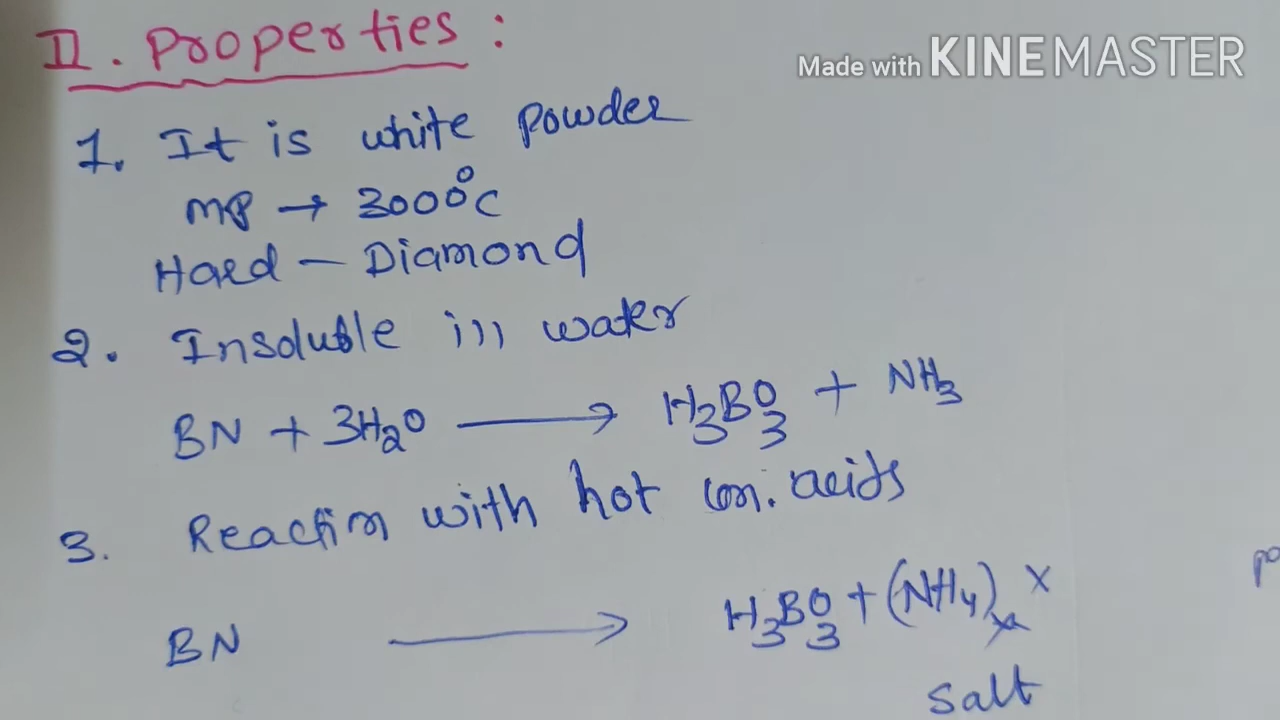 II. Properties :
Made with KINEMASTER
1. It is white powder
mp → 3000°C
Hard – Diamond
2. Insoluble in water
BN + 3H₂O ⟶ H₃BO₃ + NH₃
3. Reaction with hot con. acids
BN ⟶ H₃BO₃ + (NH₄)ₓ X
salt